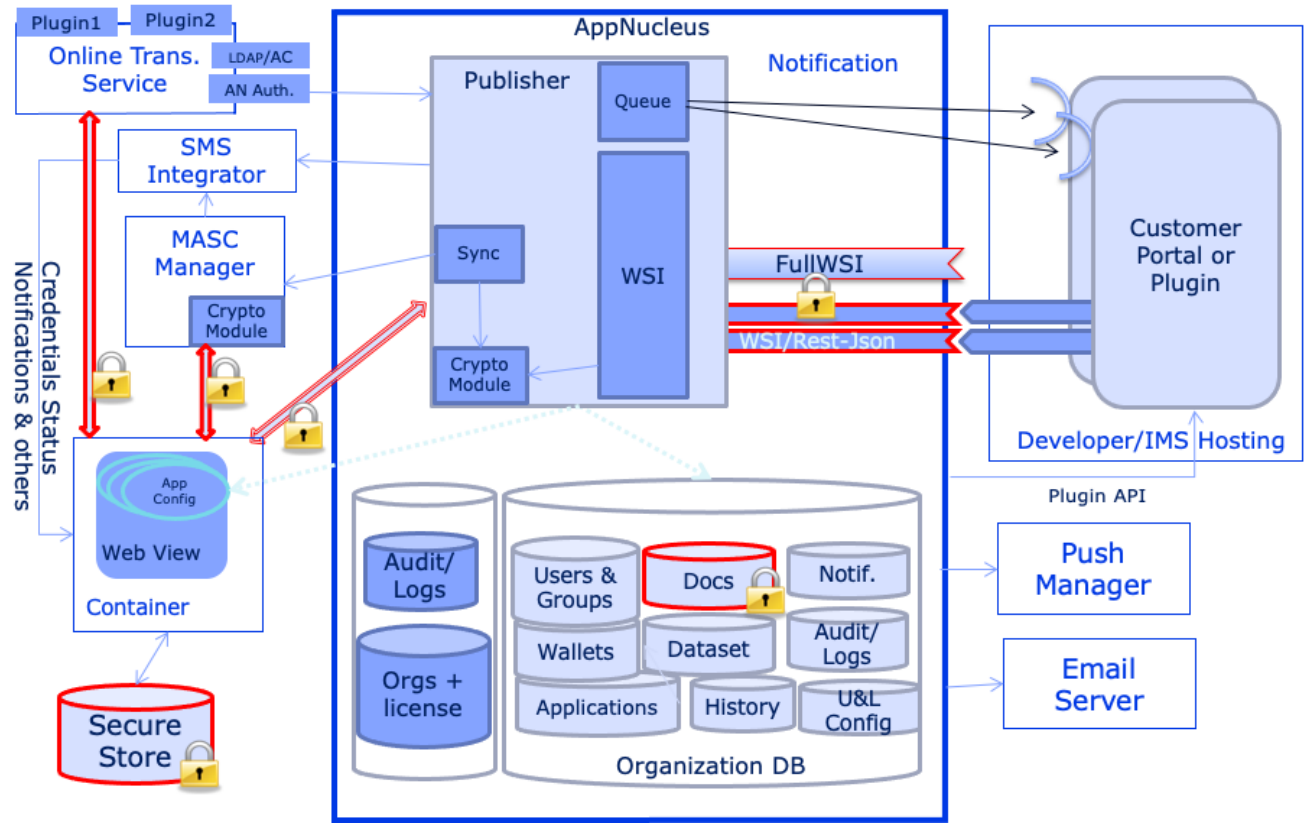 Plugin1
Plugin2
Online Trans.
Service
LDAP/AC
AN Auth.
SMS
Integrator
MASC
Manager
Crypto
Module
Credentials Status
Notifications & others
App
Config
Web View
Container
Secure
Store
AppNucleus
Publisher
Queue
Sync
WSI
Crypto
Module
Notification
FullWSI
WSI/Rest-Json
Audit/
Logs
Orgs +
license
Users &
Groups
Docs
Notif.
Wallets
Dataset
Audit/
Logs
Applications
History
U&L
Config
Organization DB
Customer
Portal or
Plugin
Developer/IMS Hosting
Plugin API
Push
Manager
Email
Server